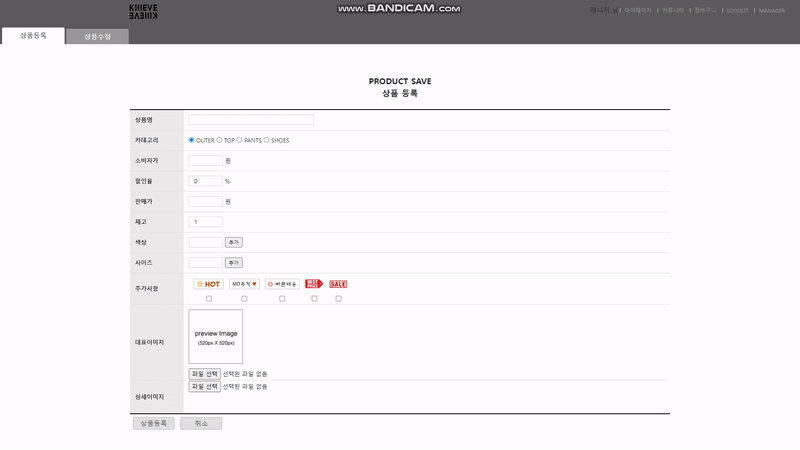 KIIIEVE
KIIIEVE
www.BANDICAM.com
매니저 님
마이페이지
커뮤니티
장바구니
LOGOUT
MANAGER
상품등록
상품수정
PRODUCT SAVE
상품 등록
상품명
카테고리
OUTER TOP PANTS SHOES
소비자가
원
할인율
0 %
판매가
원
재고
1
색상
추가
사이즈
추가
추가사항
HOT
MD추천
빠른배송
SALE
대표이미지
preview Image
(520px X 520px)
파일 선택 선택된 파일 없음
상세이미지
파일 선택 선택된 파일 없음
상품등록
취소